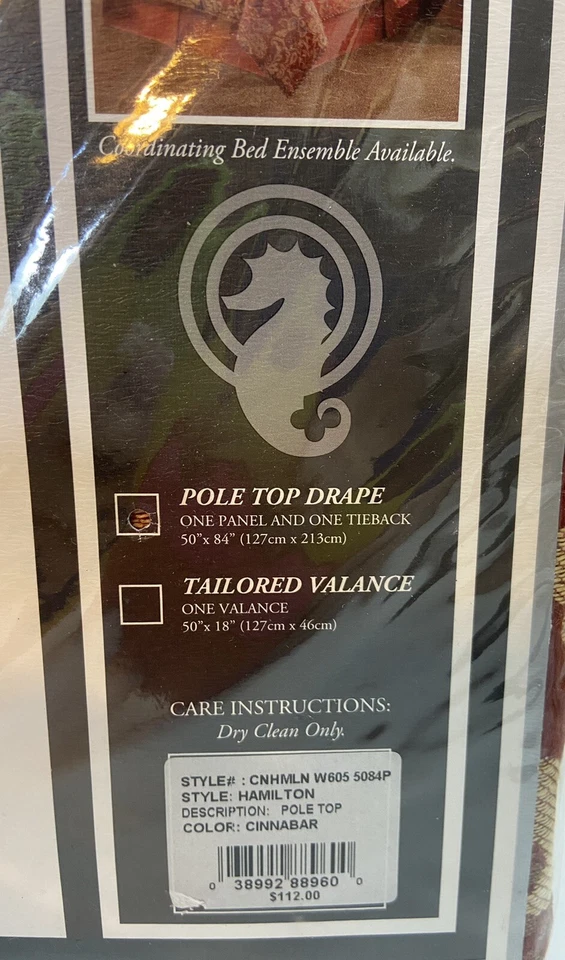 Coordinating Bed Ensemble Available.
POLE TOP DRAPE
ONE PANEL AND ONE TIEBACK
50”x 84” (127cm x 213cm)
TAILORED VALANCE
ONE VALANCE
50”x 18” (127cm x 46cm)
CARE INSTRUCTIONS:
Dry Clean Only.
STYLE# : CNHMLN W605 5084P
STYLE: HAMILTON
DESCRIPTION: POLE TOP
COLOR: CINNABAR
0 38992 88960 0
$112.00